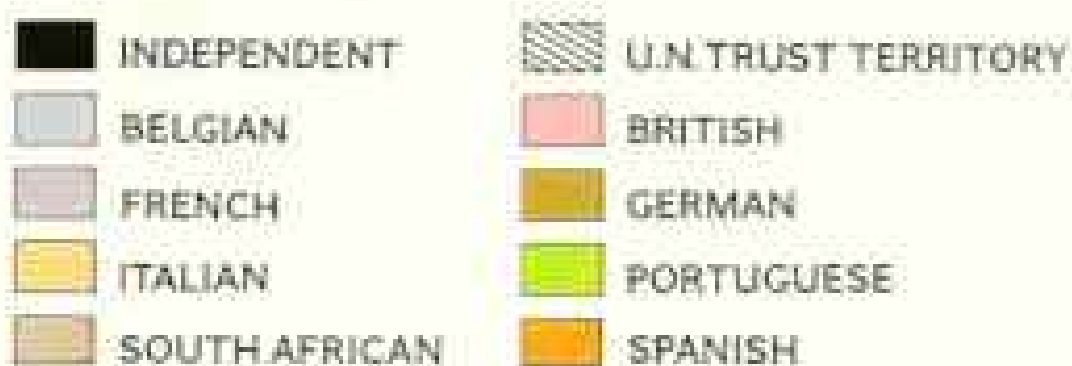 INDEPENDENT
U.N. TRUST TERRITORY
BELGIAN
BRITISH
FRENCH
GERMAN
ITALIAN
PORTUGUESE
SOUTH AFRICAN
SPANISH